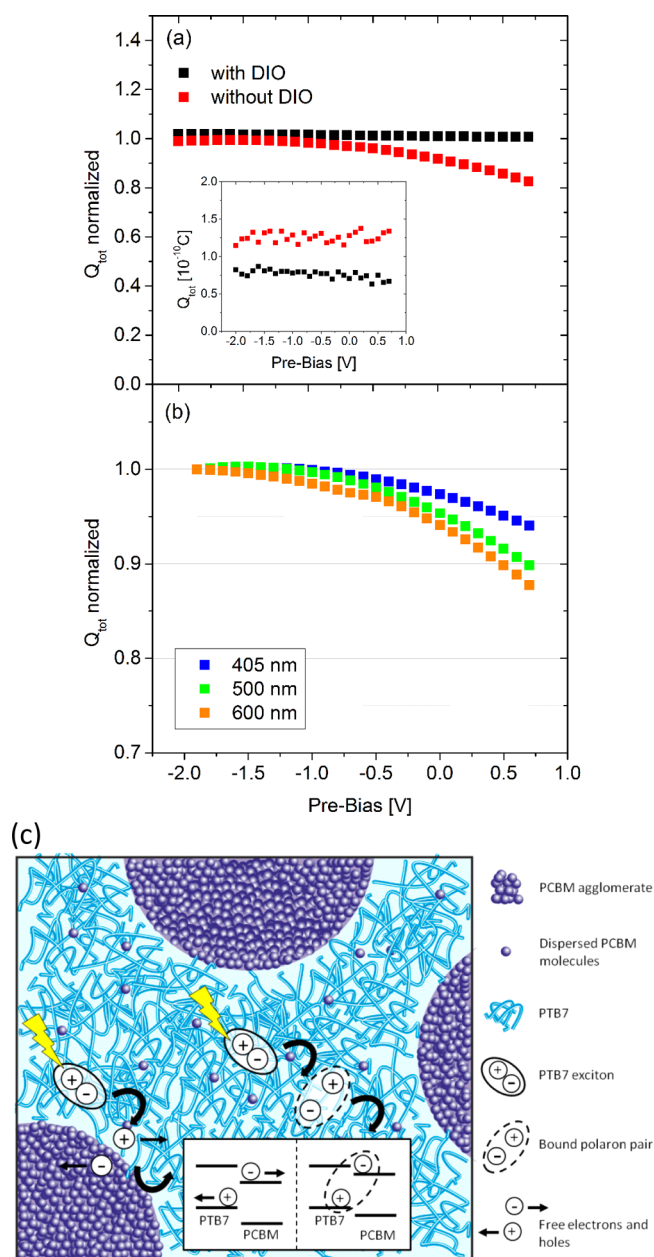 (a)
with DIO
without DIO
Q_tot normalized
1.4
1.2
1.0
0.8
0.6
0.4
0.2
0.0
Q_tot [10^-10C]
2.0
1.5
1.0
0.5
0.0
-2.0 -1.5 -1.0 -0.5 0.0 0.5 1.0
Pre-Bias [V]
(b)
Q_tot normalized
1.0
0.9
0.8
0.7
405 nm
500 nm
600 nm
-2.0 -1.5 -1.0 -0.5 0.0 0.5 1.0
Pre-Bias [V]
(c)
PCBM agglomerate
Dispersed PCBM
molecules
PTB7
PTB7 exciton
Bound polaron pair
Free electrons and
holes
PTB7 PCBM
PTB7 PCBM